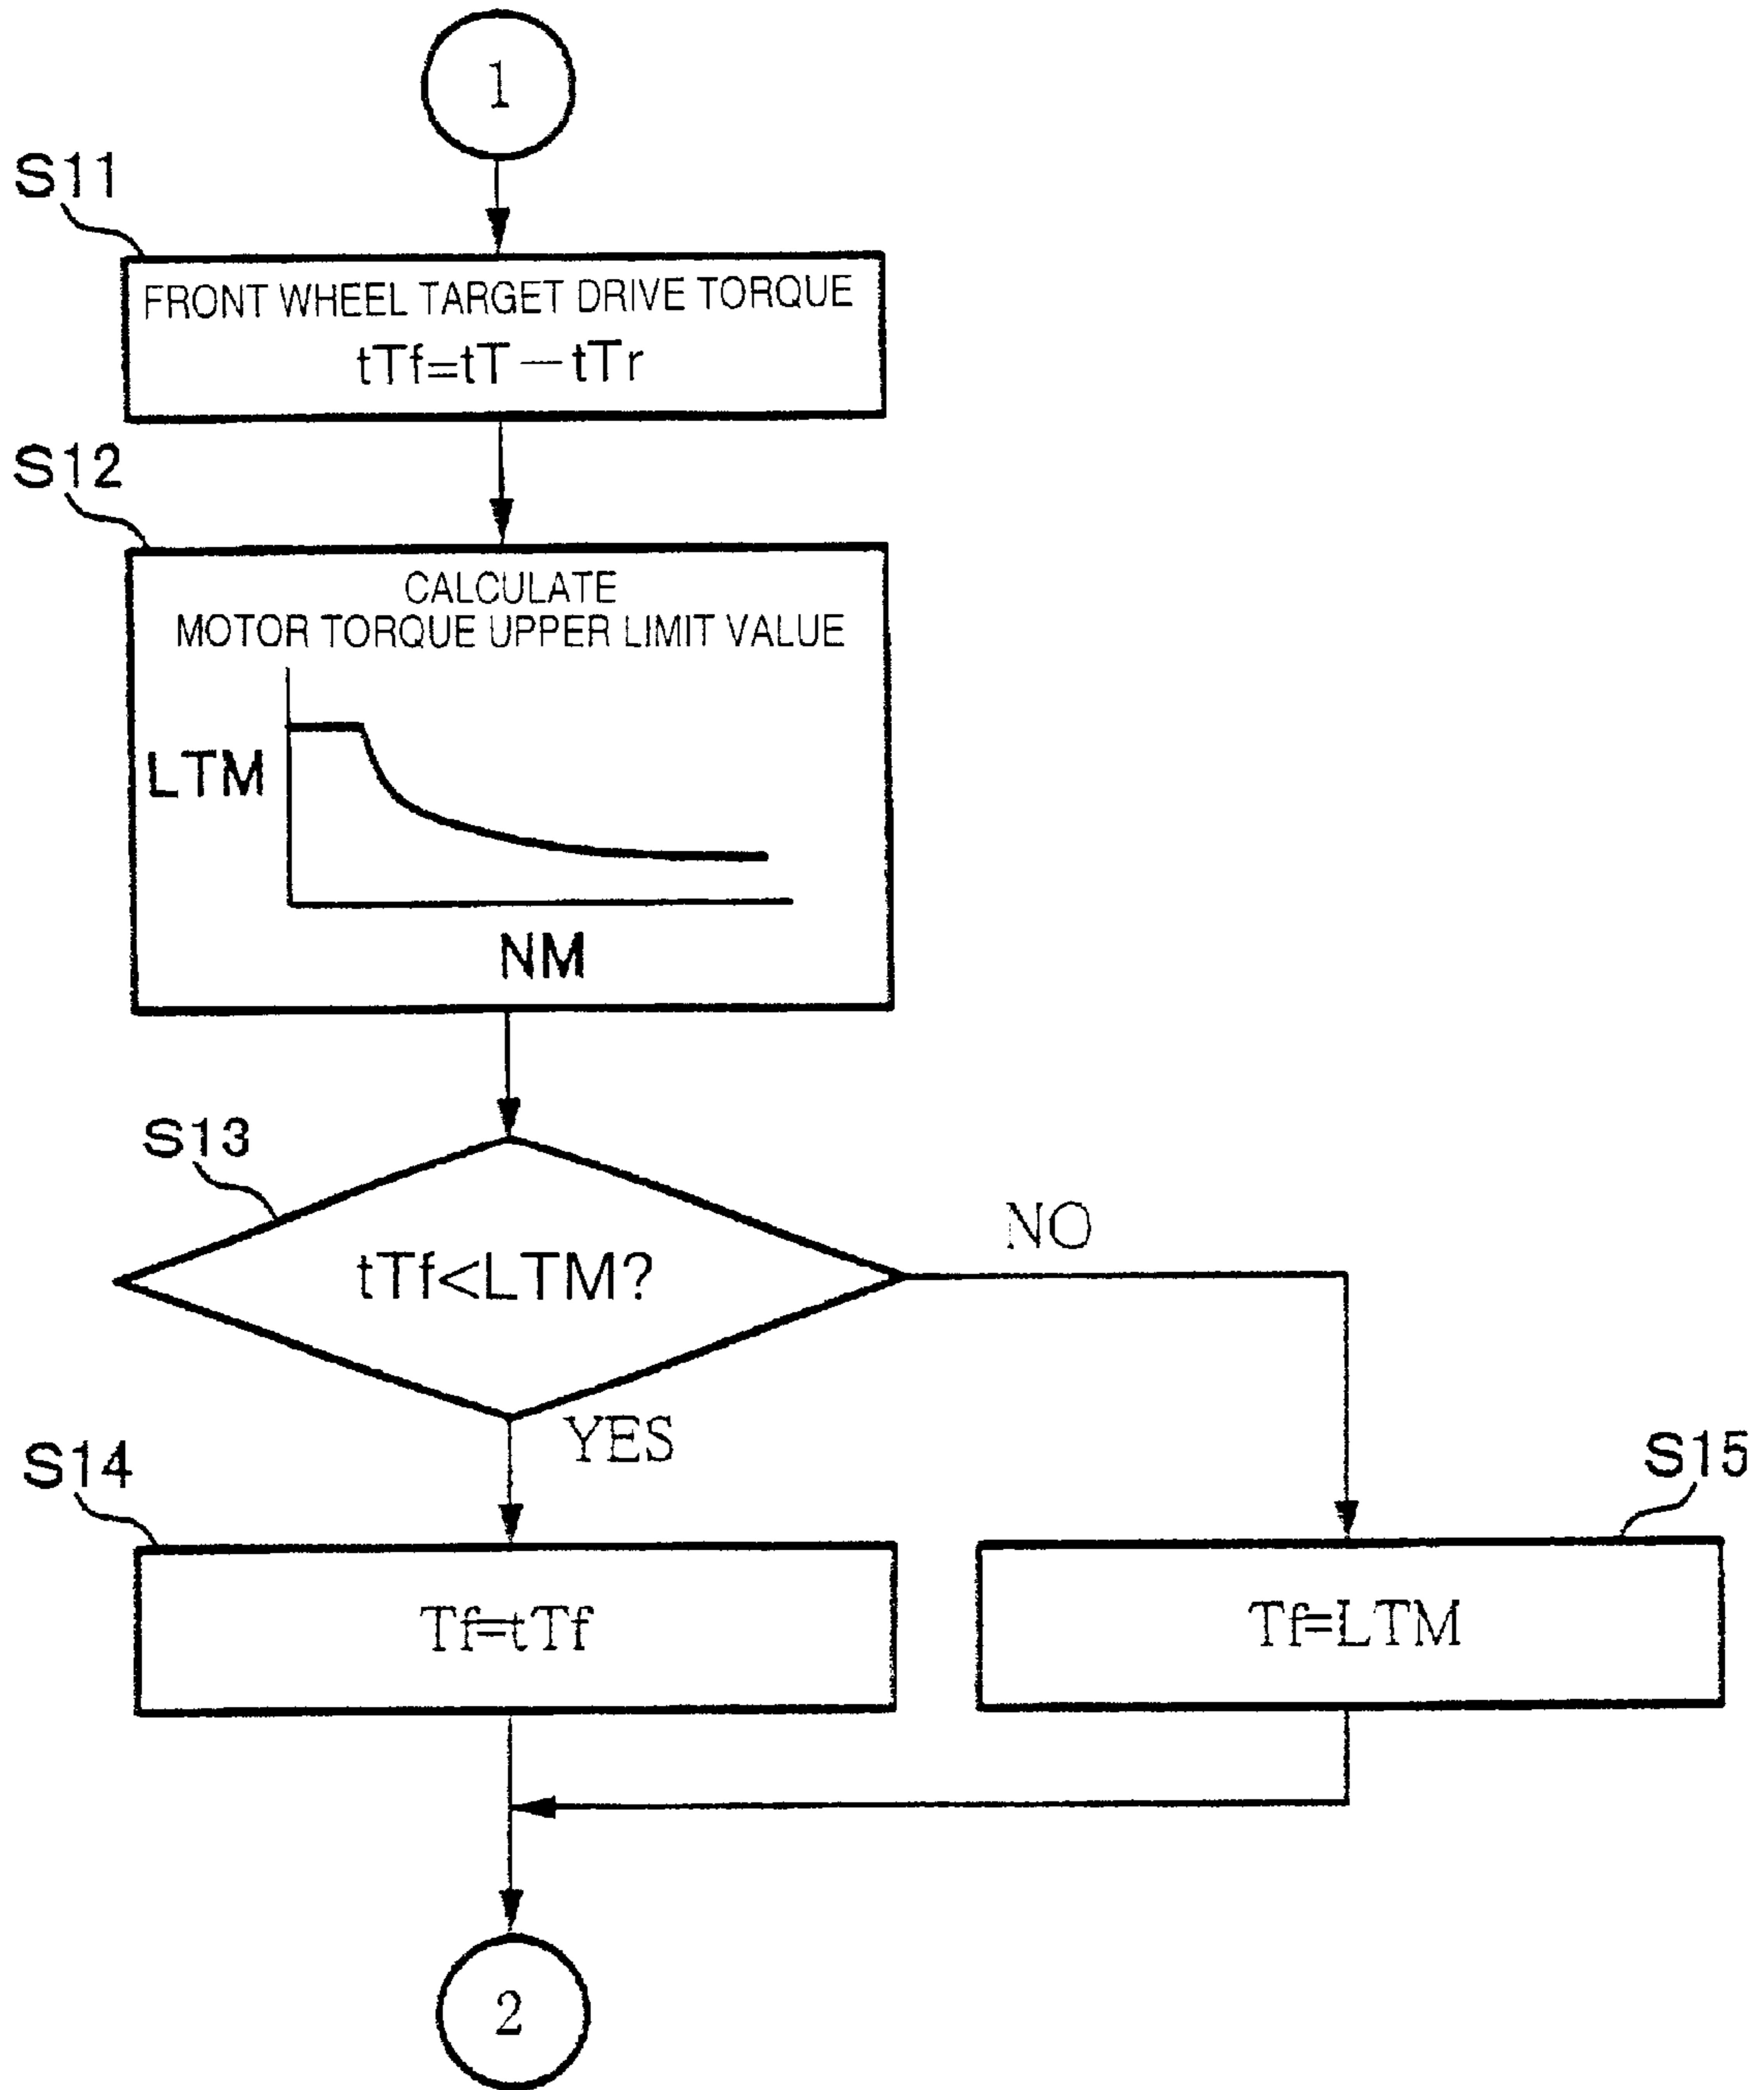 1
S11
FRONT WHEEL TARGET DRIVE TORQUE
tTf=tT－tTr
S12
CALCULATE
MOTOR TORQUE UPPER LIMIT VALUE
LTM
NM
S13
tTf<LTM?
NO
YES
S14
Tf=tTf
S15
Tf=LTM
2